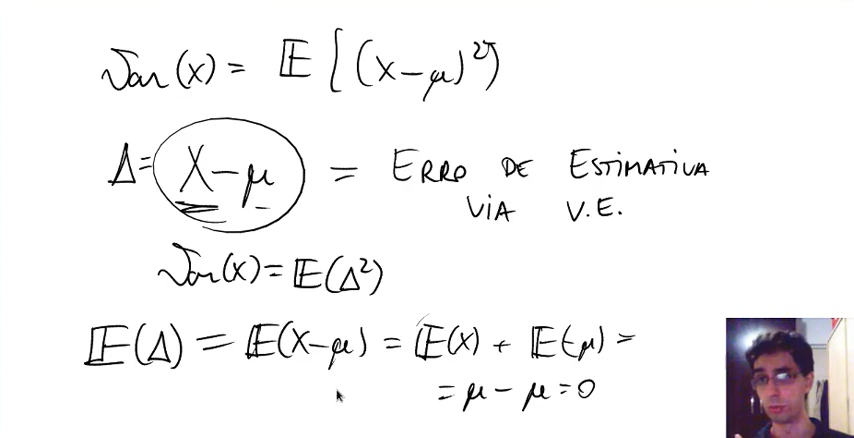 Var(X) = 𝔼[(X-μ)²]
Δ = X-μ = ERRO DE ESTIMATIVA
VIA V.E.
Var(X) = 𝔼(Δ²)
𝔼(Δ) = 𝔼(X-μ) = 𝔼(X) + 𝔼(-μ) =
= μ - μ = 0